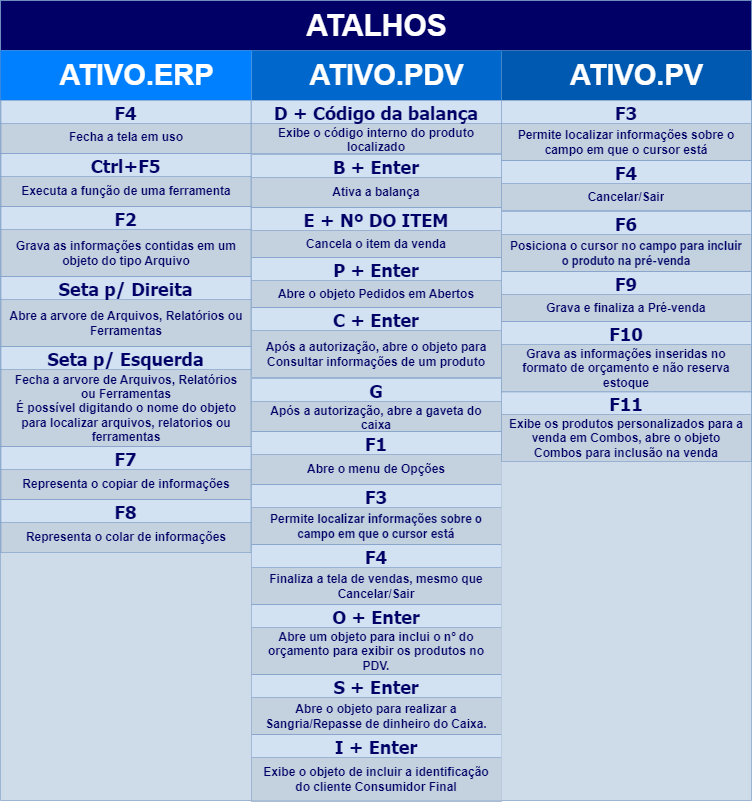 ATALHOS
ATIVO.ERP
F4
Fecha a tela em uso
Ctrl+F5
Executa a função de uma ferramenta
F2
Grava as informações contidas em um
objeto do tipo Arquivo
Seta p/ Direita
Abre a arvore de Arquivos, Relatórios ou
Ferramentas
Seta p/ Esquerda
Fecha a arvore de Arquivos, Relatórios
ou Ferramentas
É possível digitando o nome do objeto
para localizar arquivos, relatorios ou
ferramentas
F7
Representa o copiar de informações
F8
Representa o colar de informações
ATIVO.PDV
D + Código da balança
Exibe o código interno do produto
localizado
B + Enter
Ativa a balança
E + Nº DO ITEM
Cancela o item da venda
P + Enter
Abre o objeto Pedidos em Abertos
C + Enter
Após a autorização, abre o objeto para
Consultar informações de um produto
G
Após a autorização, abre a gaveta do
caixa
F1
Abre o menu de Opções
F3
Permite localizar informações sobre o
campo em que o cursor está
F4
Finaliza a tela de vendas, mesmo que
Cancelar/Sair
O + Enter
Abre um objeto para inclui o n° do
orçamento para exibir os produtos no
PDV.
S + Enter
Abre o objeto para realizar a
Sangria/Repasse de dinheiro do Caixa.
I + Enter
Exibe o objeto de incluir a identificação
do cliente Consumidor Final
ATIVO.PV
F3
Permite localizar informações sobre o
campo em que o cursor está
F4
Cancelar/Sair
F6
Posiciona o cursor no campo para incluir
o produto na pré-venda
F9
Grava e finaliza a Pré-venda
F10
Grava as informações inseridas no
formato de orçamento e não reserva
estoque
F11
Exibe os produtos personalizados para a
venda em Combos, abre o objeto
Combos para inclusão na venda